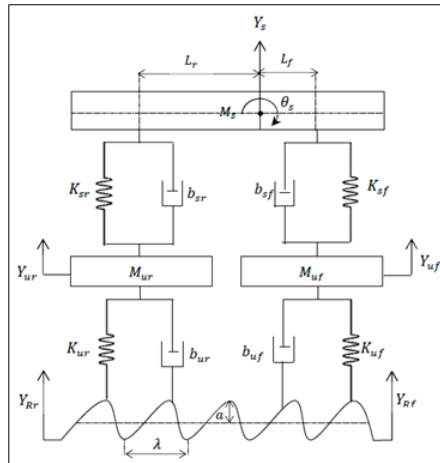 Y_s
L_r L_f
M_s θ_s
K_sr b_sr b_sf K_sf
Y_ur M_ur M_uf Y_uf
K_ur b_ur b_uf K_uf
Y_Rr a Y_Rf
λ